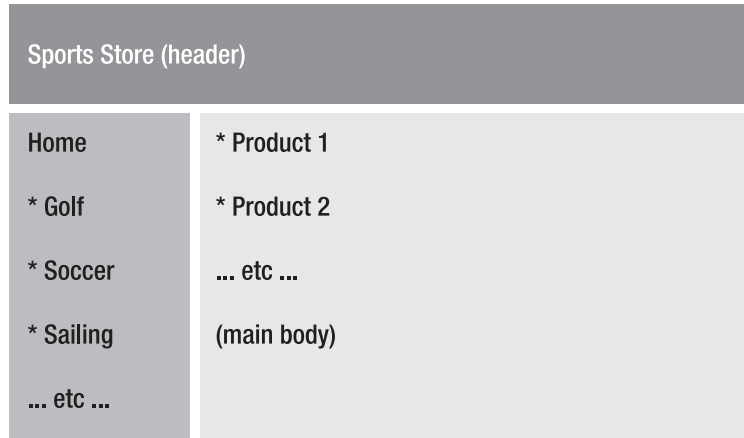 Sports Store (header)
Home
* Golf
* Soccer
* Sailing
... etc ...
* Product 1
* Product 2
... etc ...
(main body)